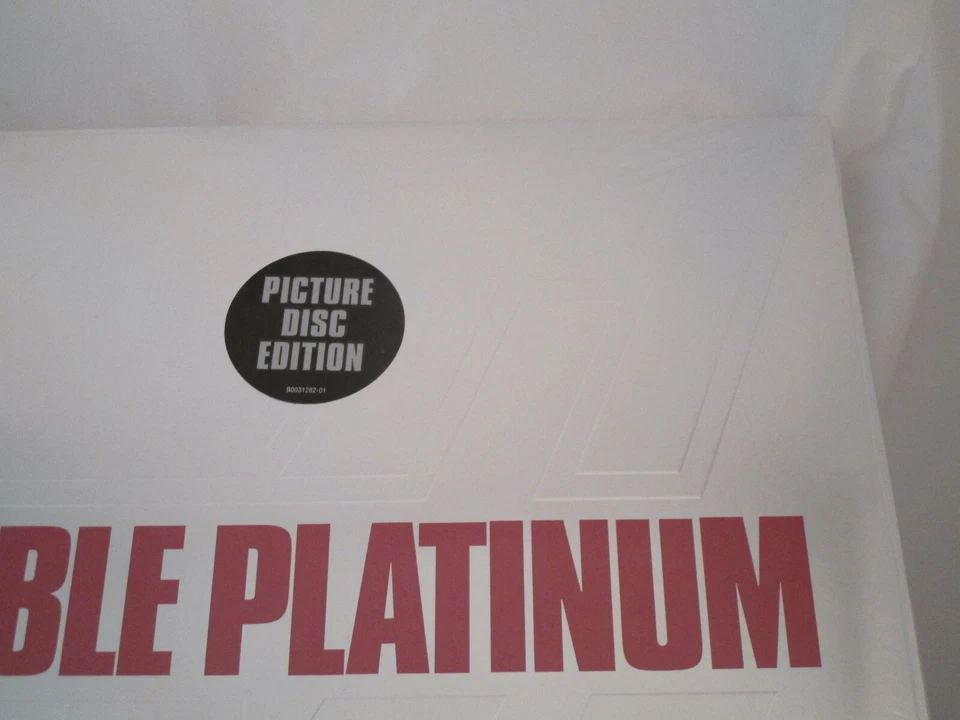 PICTURE
DISC
EDITION
B0031282-01
BLE PLATINUM